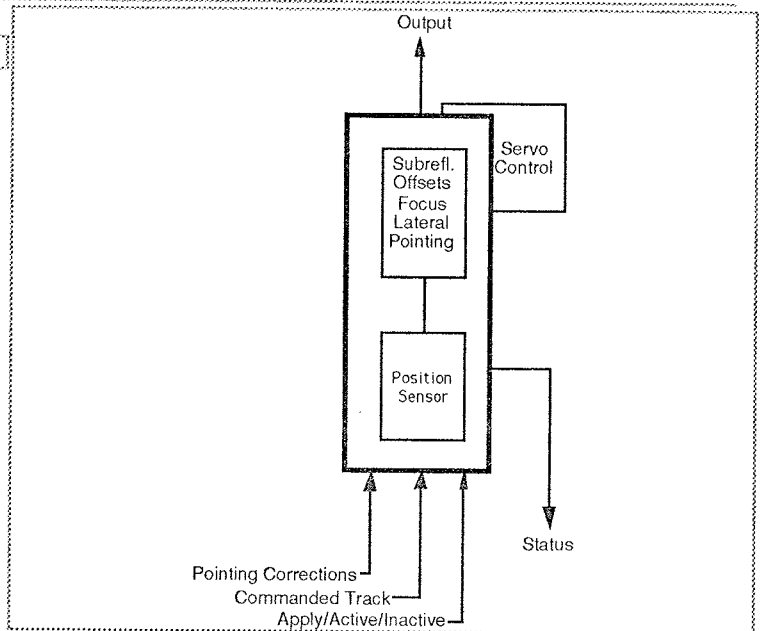 Output
Servo
Control
Subrefl.
Offsets
Focus
Lateral
Pointing
Position
Sensor
Status
Pointing Corrections
Commanded Track
Apply/Active/Inactive